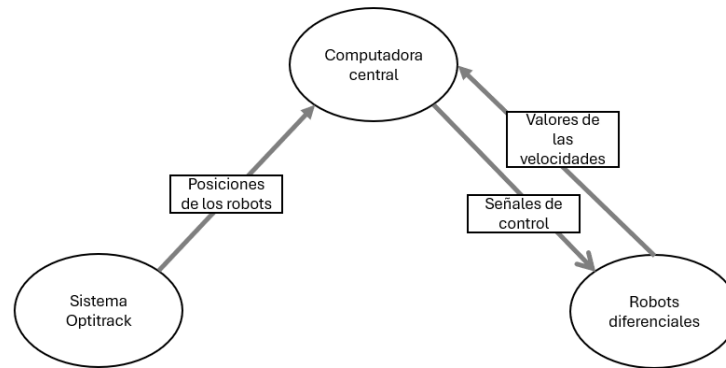 Computadora
central
Valores de
las
velocidades
Posiciones
de los robots
Señales de
control
Sistema
Optitrack
Robots
diferenciales